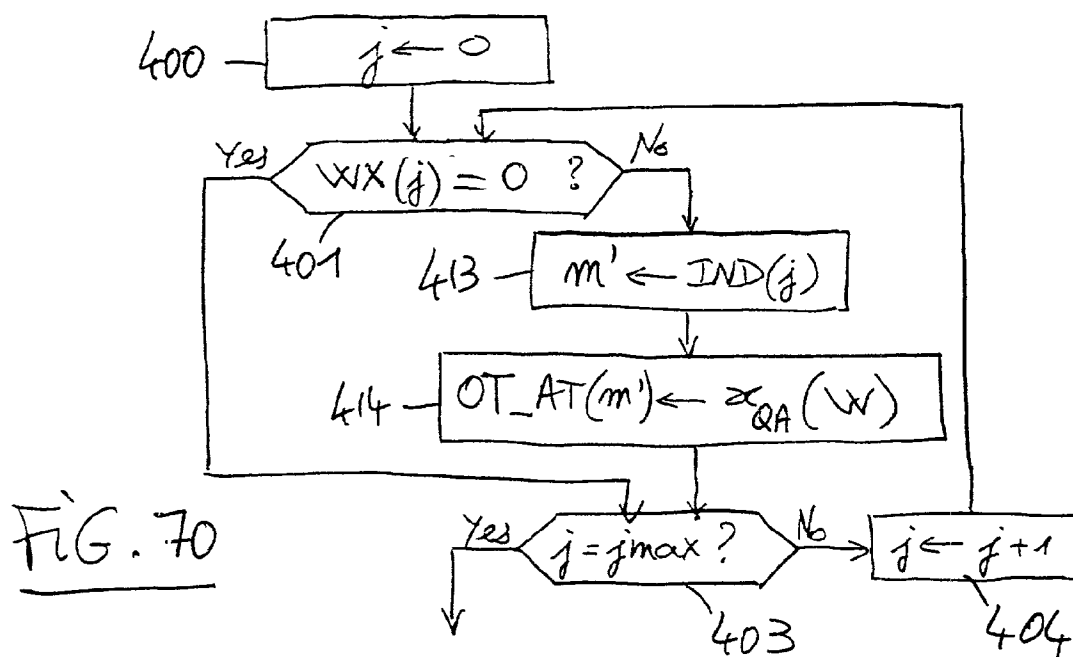 400
j ← 0
Yes
WX(j) = 0 ?
No
401
413
m' ← IND(j)
414
OT_AT(m') ← x_QA(W)
FIG. 70
Yes
j = jmax ?
No
j ← j+1
403
404